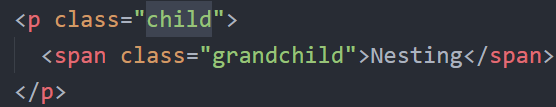 <p class="child">
<span class="grandchild">Nesting</span>
</p>